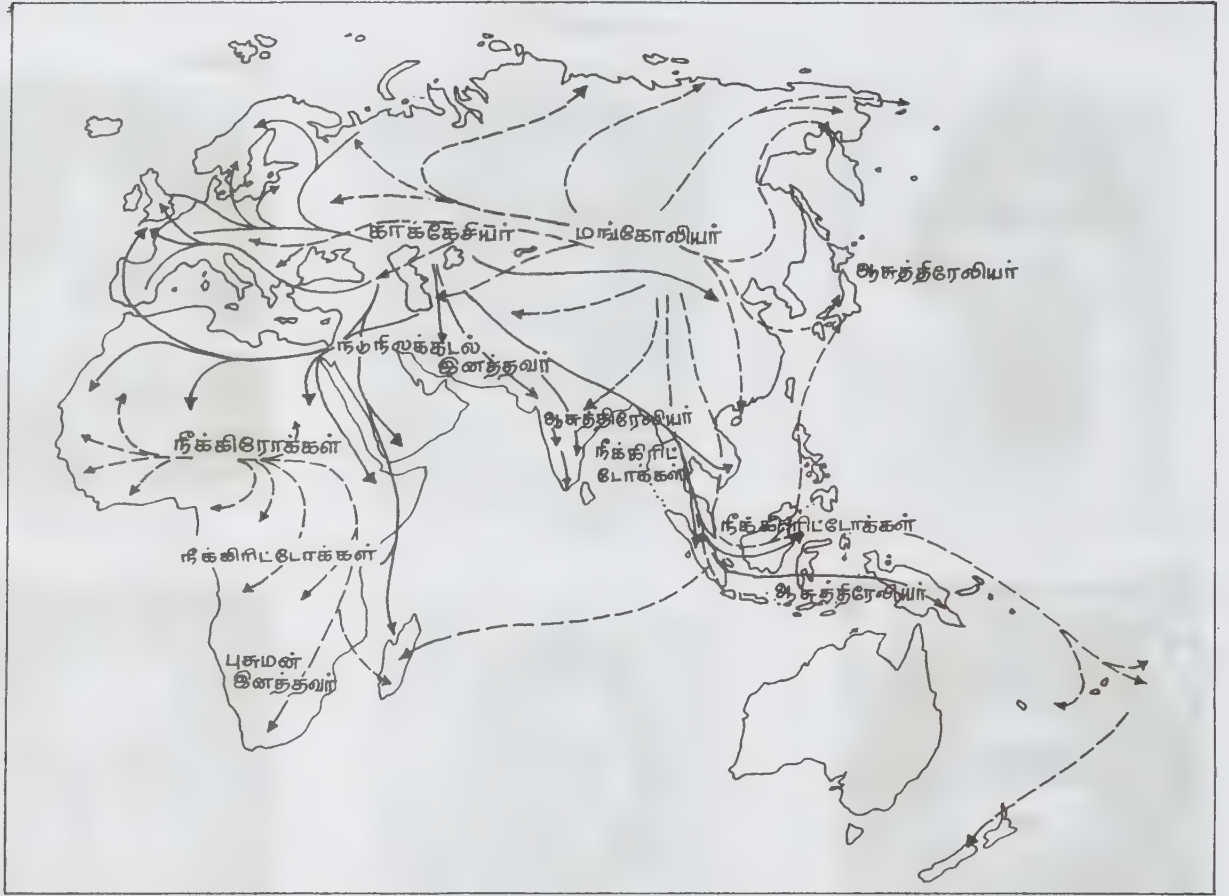 காக்கேசியர்
மங்கோலியர்
ஆசுத்திரேலியர்
நடுநிலக்கடல்
இனத்தவர்
ஆசுத்திரேலியர்
நீக்கிரிட்
டோக்கள்
நீக்கிரோக்கள்
நீக்கிரிட்டோக்கள்
நீக்கிரிட்டோக்கள்
ஆசுத்திரேலியர்
புசுமன்
இனத்தவர்